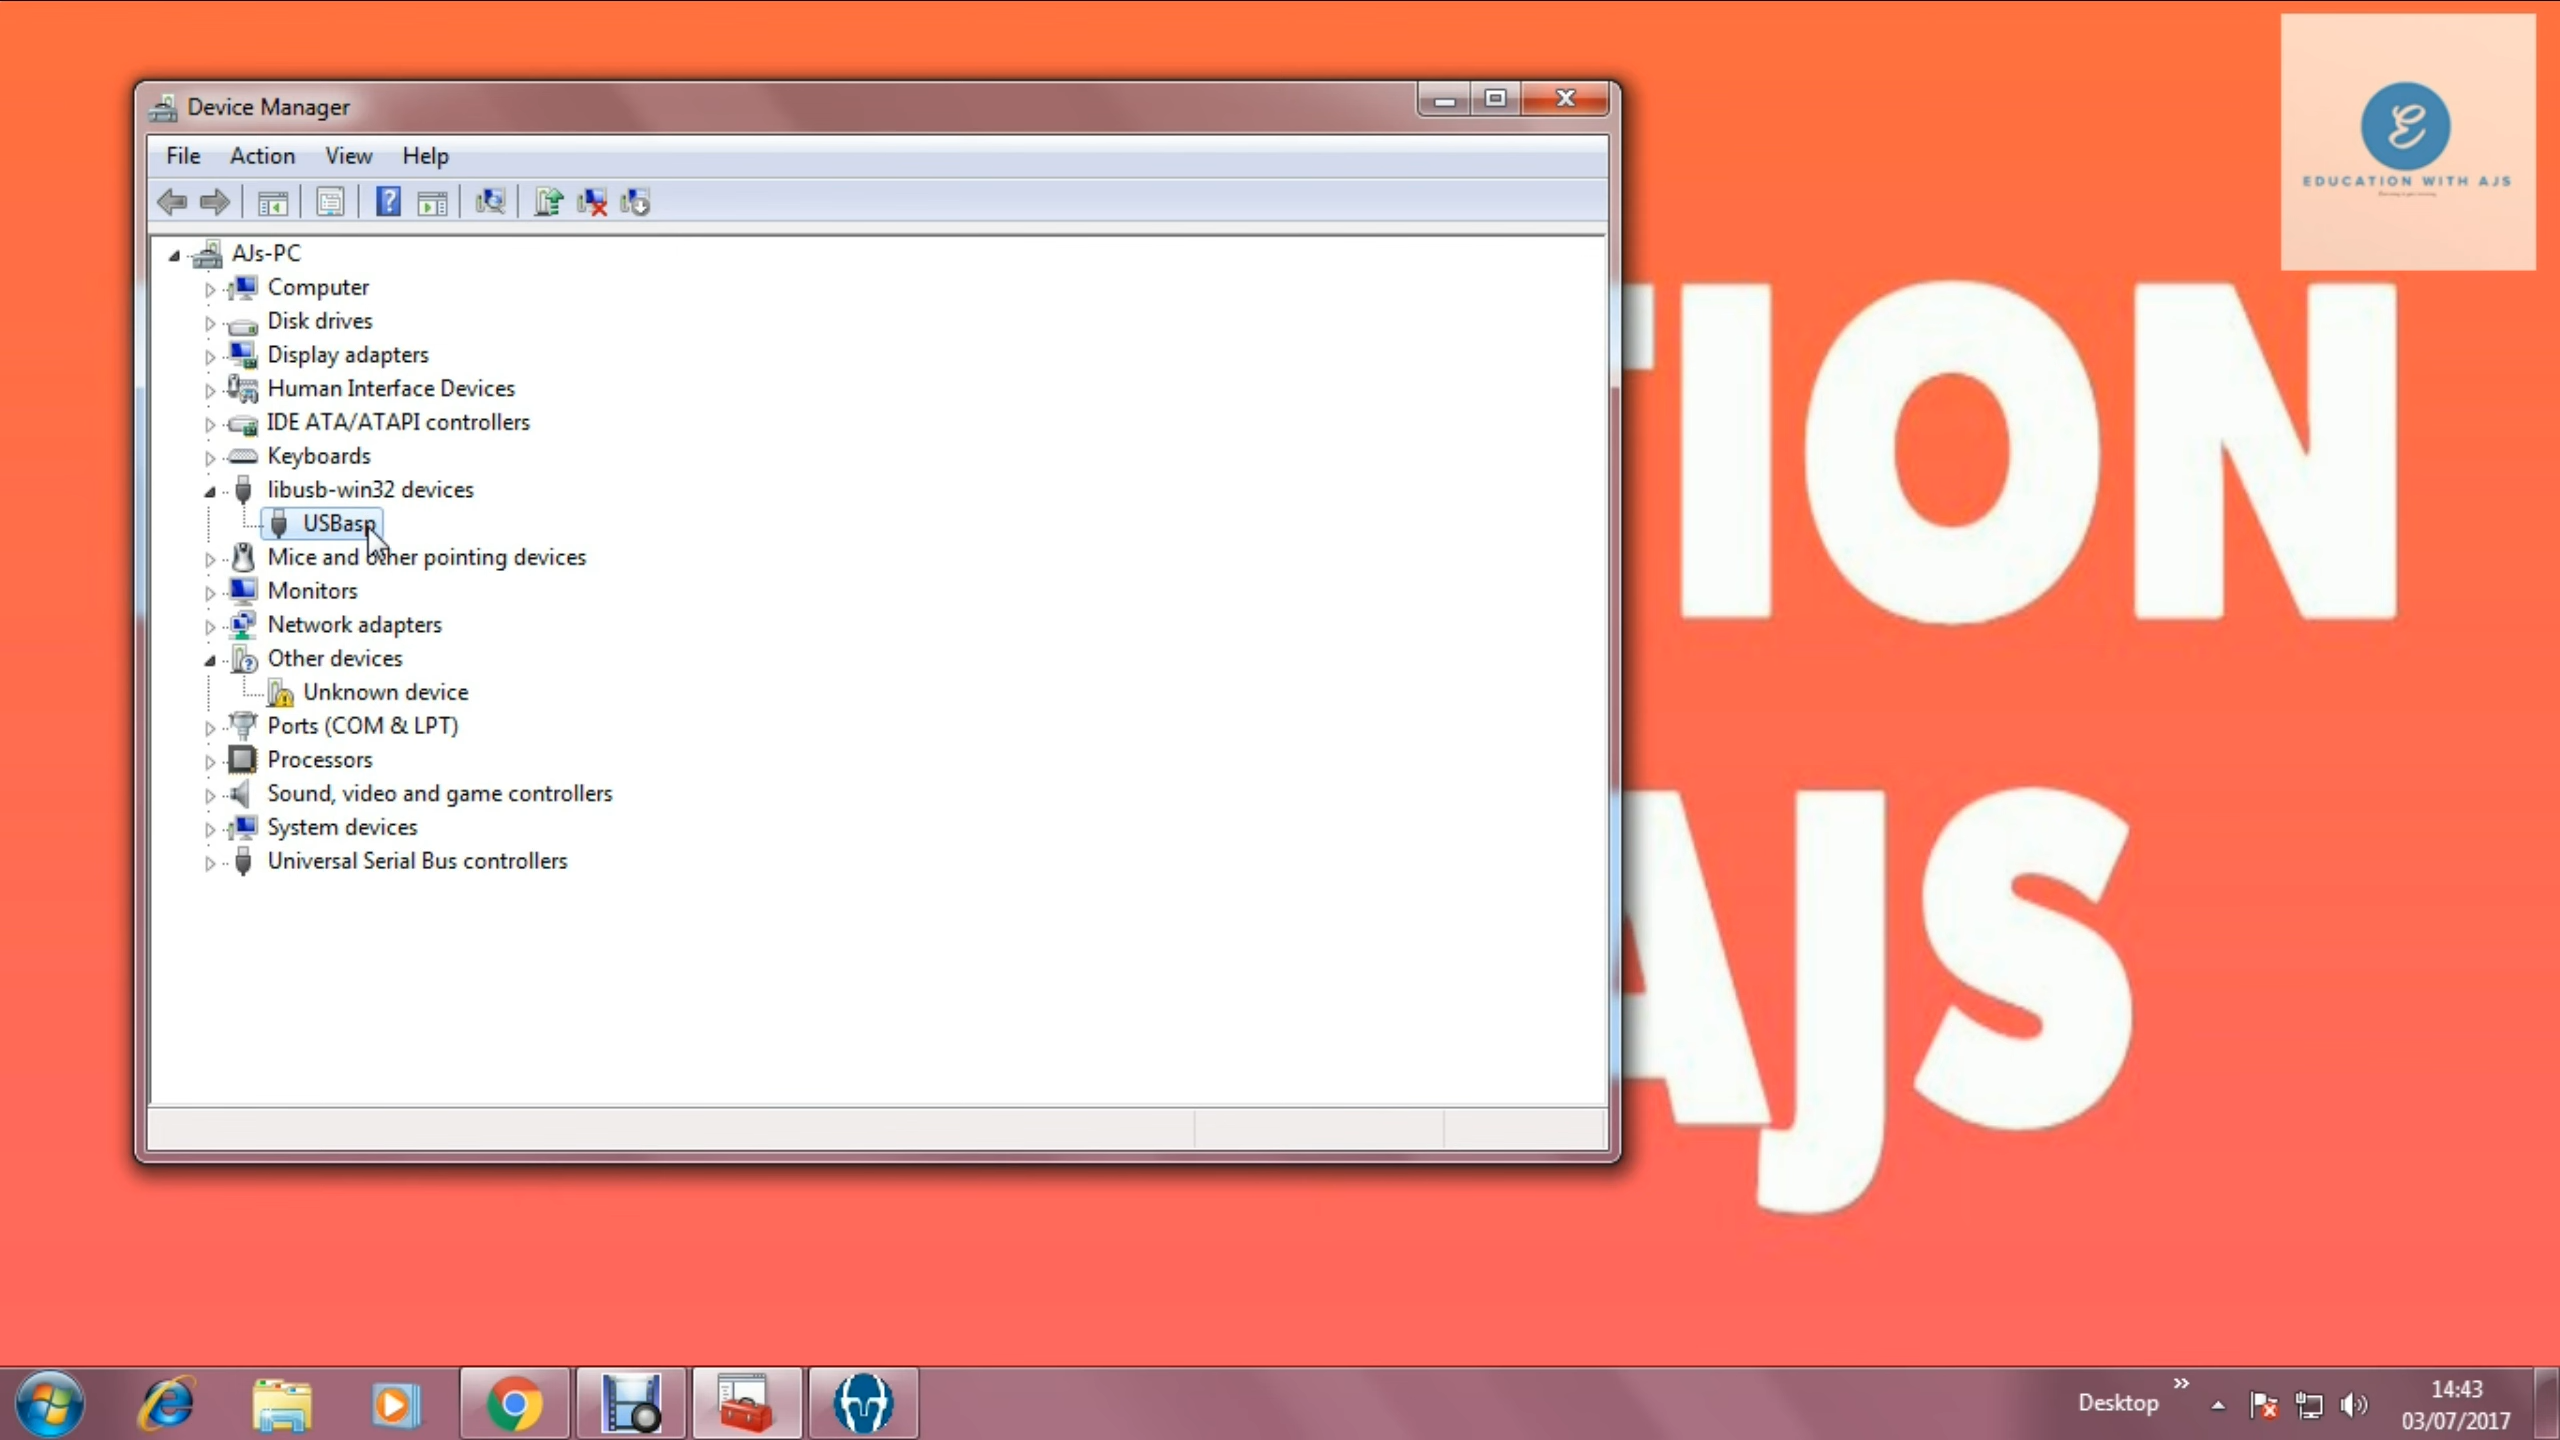 Device Manager
File Action View Help
AJs-PC
Computer
Disk drives
Display adapters
Human Interface Devices
IDE ATA/ATAPI controllers
Keyboards
libusb-win32 devices
USBasp
Mice and other pointing devices
Monitors
Network adapters
Other devices
Unknown device
Ports (COM & LPT)
Processors
Sound, video and game controllers
System devices
Universal Serial Bus controllers
E
EDUCATION WITH AJS
TION
AJS
Desktop
14:43
03/07/2017